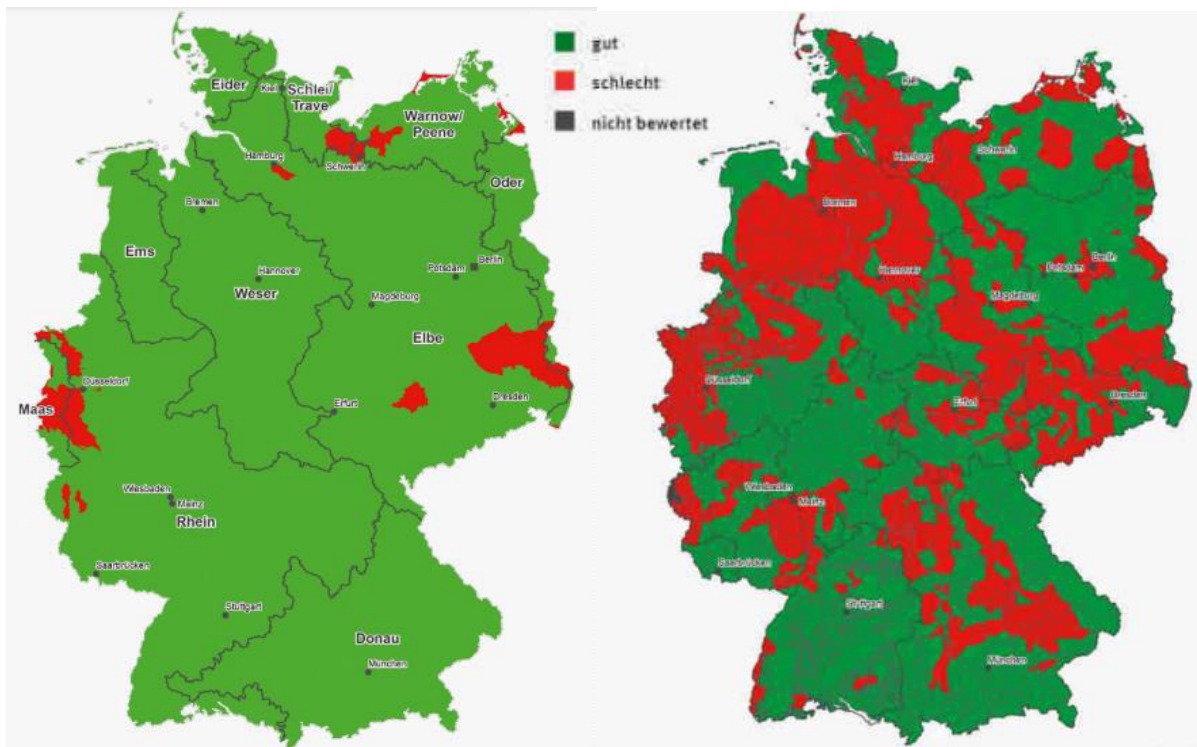 Eider
Kiel
Schlei/
Trave
Warnow/
Peene
Hamburg
Schwerin
Oder
Bremen
Ems
Hannover
Weser
Berlin
Potsdam
Magdeburg
Elbe
Düsseldorf
Maas
Erfurt
Dresden
Wiesbaden
Mainz
Rhein
Saarbrücken
Stuttgart
Donau
München
gut
schlecht
nicht bewertet
Kiel
Hamburg
Schwerin
Bremen
Hannover
Berlin
Potsdam
Magdeburg
Düsseldorf
Erfurt
Dresden
Wiesbaden
Mainz
Saarbrücken
Stuttgart
München